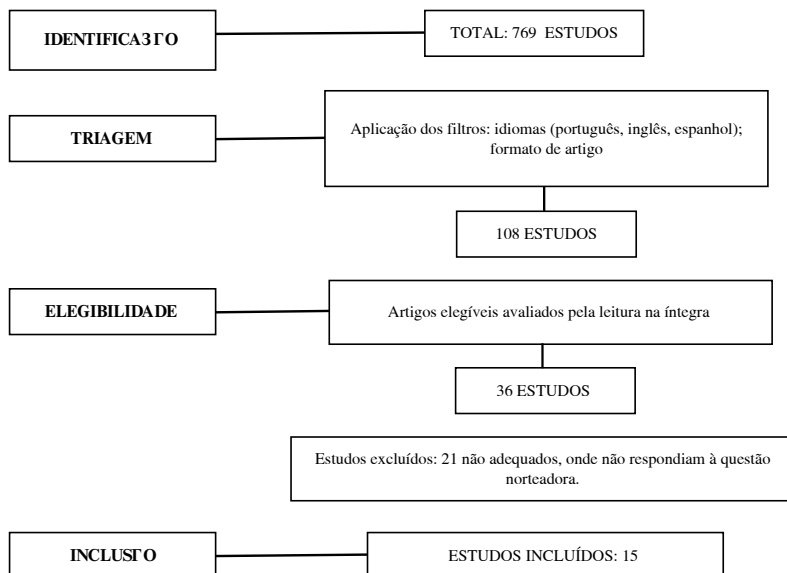 IDENTIFICAЗГO
TOTAL: 769 ESTUDOS
TRIAGEM
Aplicação dos filtros: idiomas (português, inglês, espanhol);
formato de artigo
108 ESTUDOS
ELEGIBILIDADE
Artigos elegíveis avaliados pela leitura na íntegra
36 ESTUDOS
Estudos excluídos: 21 não adequados, onde não respondiam à questão
norteadora.
INCLUSГO
ESTUDOS INCLUÍDOS: 15